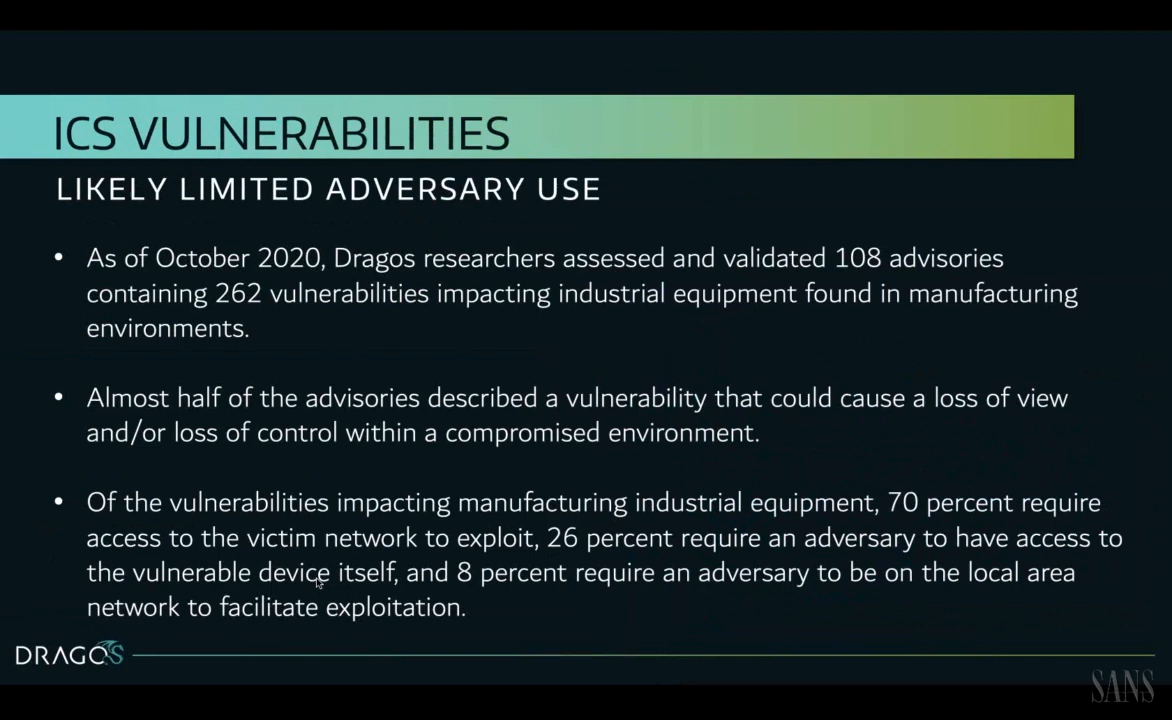 ICS VULNERABILITIES
LIKELY LIMITED ADVERSARY USE
• As of October 2020, Dragos researchers assessed and validated 108 advisories
containing 262 vulnerabilities impacting industrial equipment found in manufacturing
environments.
• Almost half of the advisories described a vulnerability that could cause a loss of view
and/or loss of control within a compromised environment.
• Of the vulnerabilities impacting manufacturing industrial equipment, 70 percent require
access to the victim network to exploit, 26 percent require an adversary to have access to
the vulnerable device itself, and 8 percent require an adversary to be on the local area
network to facilitate exploitation.
DRAGOS
SANS